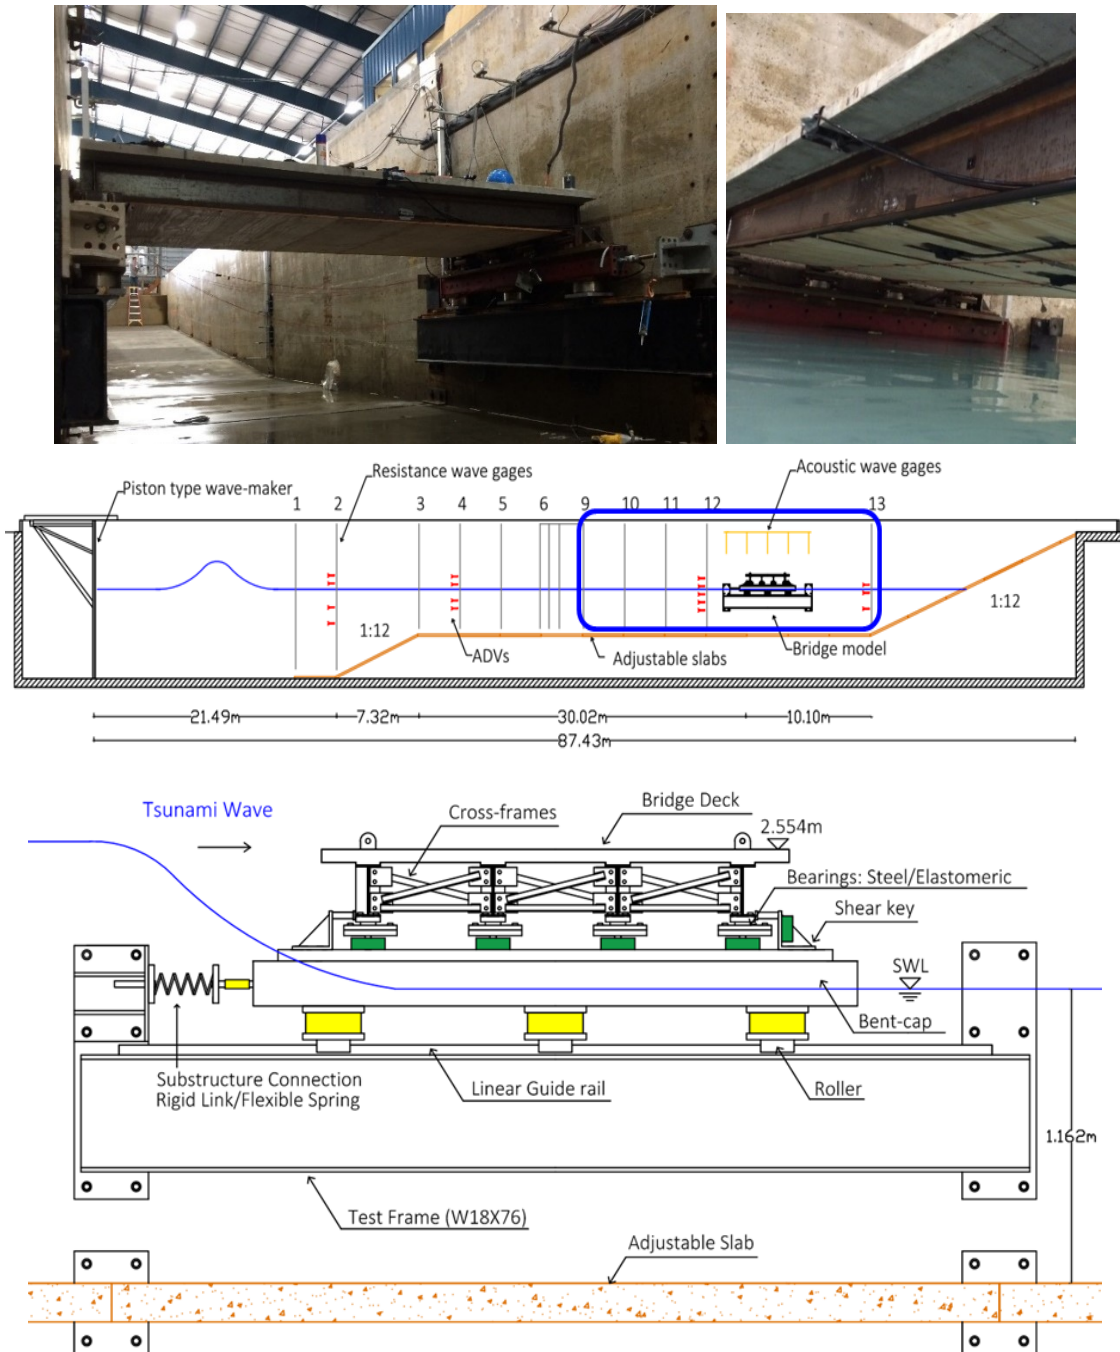 Piston type wave-maker
Resistance wave gages
Acoustic wave gages
1 2 3 4 5 6 9 10 11 12 13
1:12
ADVs
Adjustable slabs
Bridge model
1:12
21.49m
7.32m
30.02m
10.10m
87.43m
Tsunami Wave
Cross-frames
Bridge Deck
2.554m
Bearings: Steel/Elastomeric
Shear key
SWL
Bent-cap
Substructure Connection
Rigid Link/Flexible Spring
Linear Guide rail
Roller
1.162m
Test Frame (W18X76)
Adjustable Slab